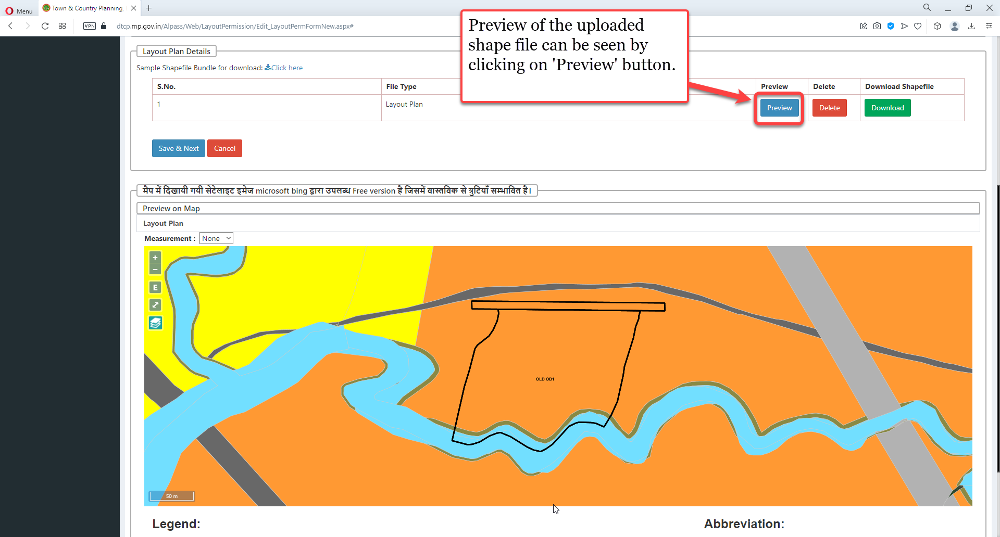 Menu
Town & Country Planning,
VPN
dtcp.mp.gov.in/Alpass/Web/LayoutPermission/Edit_LayoutPermFormNew.aspx#
Preview of the uploaded
shape file can be seen by
clicking on 'Preview' button.
Layout Plan Details
Sample Shapefile Bundle for download: Click here
S.No. File Type Preview Delete Download Shapefile
1 Layout Plan Preview Delete Download
Save & Next Cancel
मैप में दिखायी गयी सेटेलाइट इमेज microsoft bing द्वारा उपलब्ध Free version है जिसमें वास्तविक से त्रुटियाँ सम्भावित है।
Preview on Map
Layout Plan
Measurement : None
+
−
E
OLD OB1
50 m
Legend: Abbreviation: